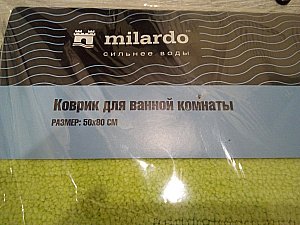 milardo
сильнее воды
Коврик для ванной комнаты
РАЗМЕР: 50х80 СМ